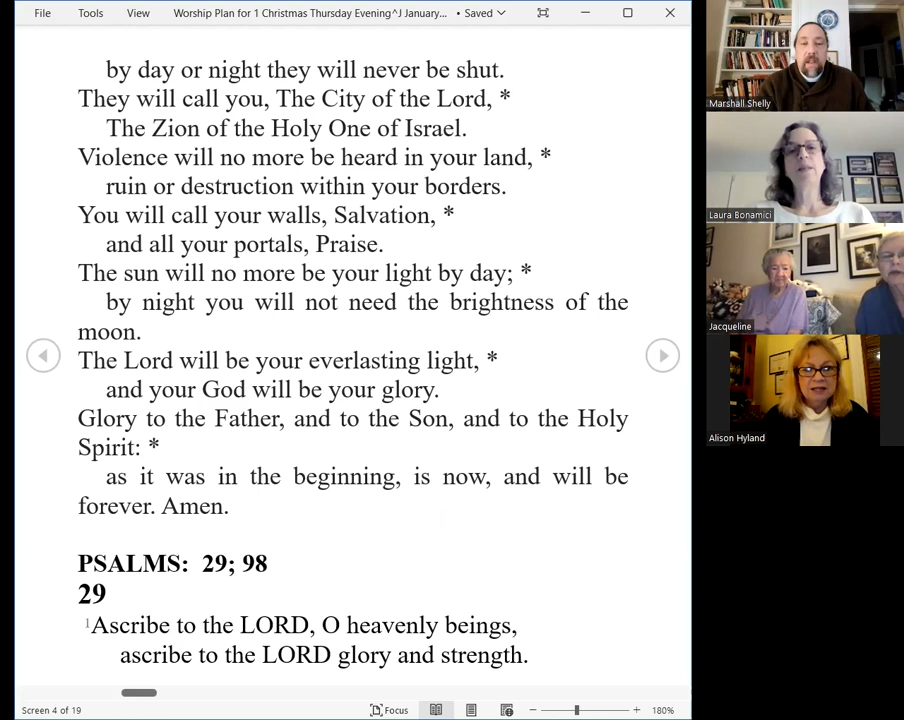 File Tools View Worship Plan for 1 Christmas Thursday Evening^J January... • Saved
by day or night they will never be shut.
They will call you, The City of the Lord, *
The Zion of the Holy One of Israel.
Violence will no more be heard in your land, *
ruin or destruction within your borders.
You will call your walls, Salvation, *
and all your portals, Praise.
The sun will no more be your light by day; *
by night you will not need the brightness of the
moon.
The Lord will be your everlasting light, *
and your God will be your glory.
Glory to the Father, and to the Son, and to the Holy
Spirit: *
as it was in the beginning, is now, and will be
forever. Amen.
PSALMS: 29; 98
29
1Ascribe to the LORD, O heavenly beings,
ascribe to the LORD glory and strength.
Screen 4 of 19 Focus 180%
Marshall Shelly
Laura Bonamici
Jacqueline
Alison Hyland